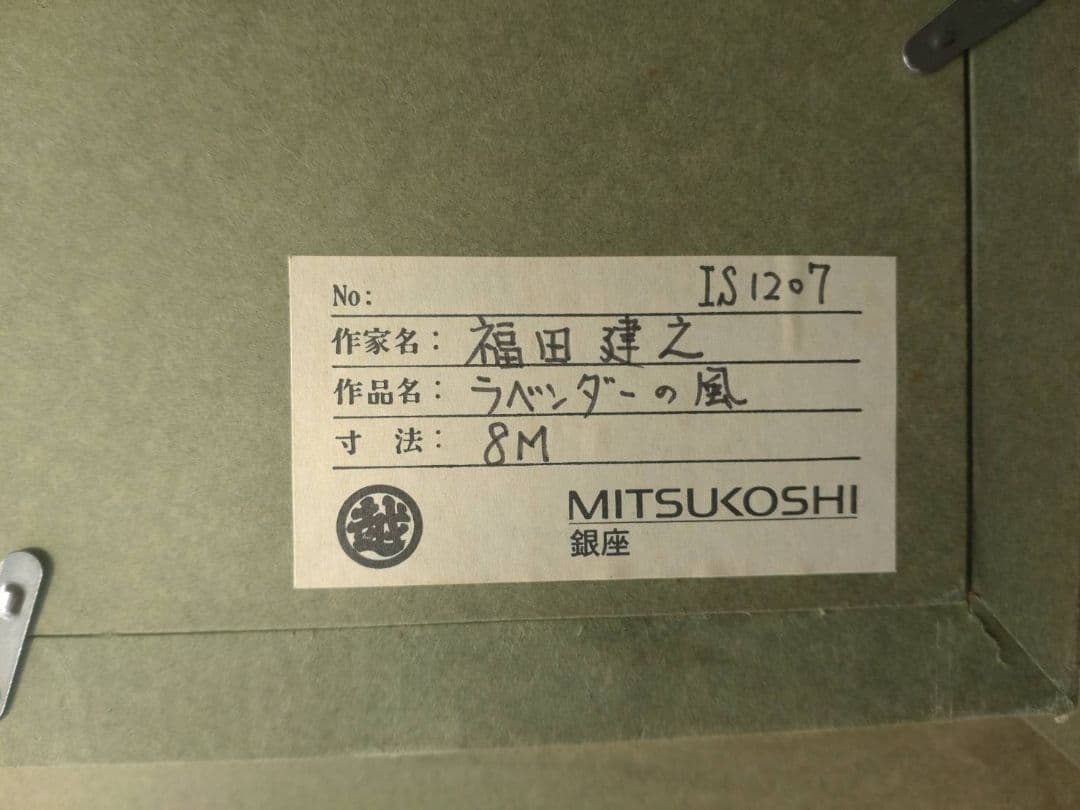 No: IS1207
作家名: 福田建之
作品名: ラベンダーの風
寸 法: 8M
越
MITSUKOSHI
銀座